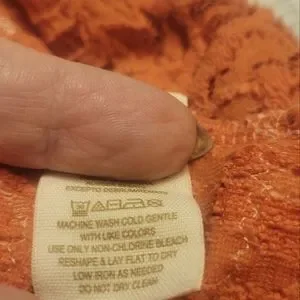 EXCEPTO
MACHINE WASH COLD GENTLE
WITH LIKE COLORS
USE ONLY NON-CHLORINE BLEACH
RESHAPE & LAY FLAT TO DRY
LOW IRON AS NEEDED
DO NOT DRY CLEAN